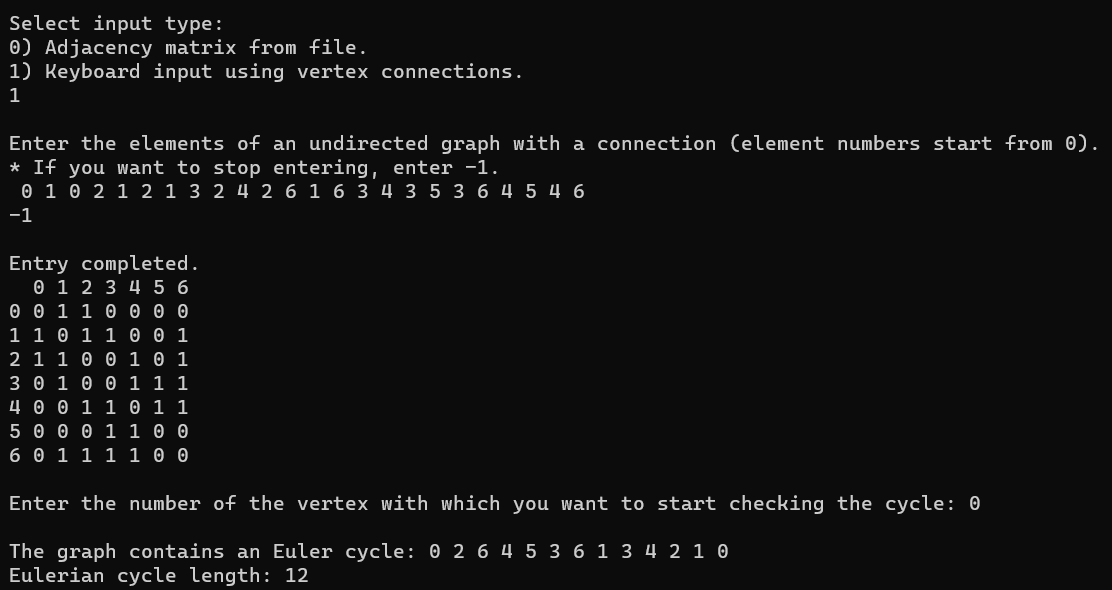 Select input type:
0) Adjacency matrix from file.
1) Keyboard input using vertex connections.
1
Enter the elements of an undirected graph with a connection (element numbers start from 0).
* If you want to stop entering, enter -1.
0 1 0 2 1 2 1 3 2 4 2 6 1 6 3 4 3 5 3 6 4 5 4 6
-1
Entry completed.
  0 1 2 3 4 5 6
0 0 1 1 0 0 0 0
1 1 0 1 1 0 0 1
2 1 1 0 0 1 0 1
3 0 1 0 0 1 1 1
4 0 0 1 1 0 1 1
5 0 0 0 1 1 0 0
6 0 1 1 1 1 0 0
Enter the number of the vertex with which you want to start checking the cycle: 0
The graph contains an Euler cycle: 0 2 6 4 5 3 6 1 3 4 2 1 0
Eulerian cycle length: 12